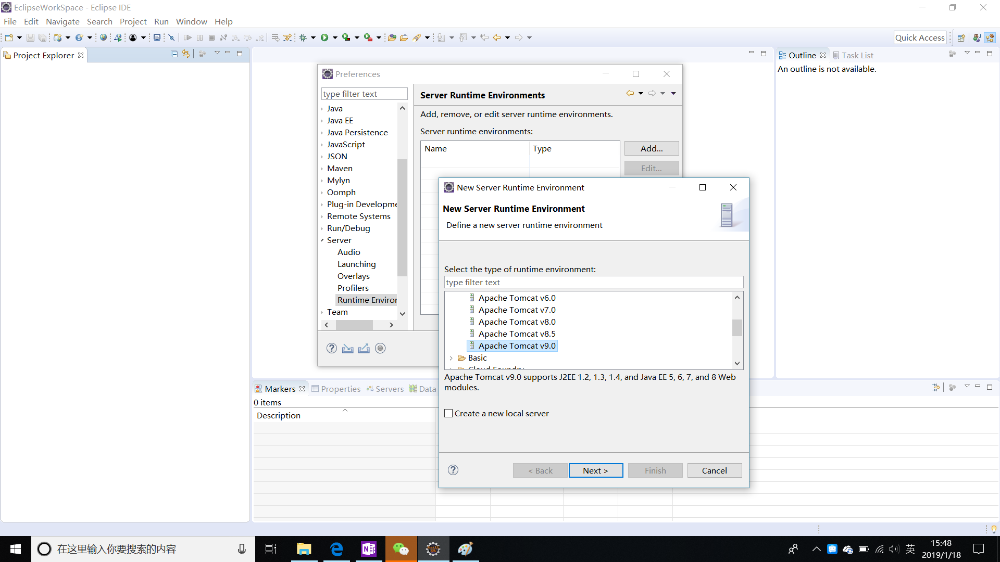 EclipseWorkSpace - Eclipse IDE
File Edit Navigate Search Project Run Window Help
Quick Access
Project Explorer
Outline Task List
An outline is not available.
Preferences
type filter text
Java
Java EE
Java Persistence
JavaScript
JSON
Maven
Mylyn
Oomph
Plug-in Developme
Remote Systems
Run/Debug
Server
Audio
Launching
Overlays
Profilers
Runtime Enviror
Team
Server Runtime Environments
Add, remove, or edit server runtime environments.
Server runtime environments:
Name Type
Add...
Edit...
New Server Runtime Environment
New Server Runtime Environment
Define a new server runtime environment
Select the type of runtime environment:
type filter text
Apache Tomcat v6.0
Apache Tomcat v7.0
Apache Tomcat v8.0
Apache Tomcat v8.5
Apache Tomcat v9.0
Basic
Cloud Foundry
Apache Tomcat v9.0 supports J2EE 1.2, 1.3, 1.4, and Java EE 5, 6, 7, and 8 Web
modules.
Create a new local server
< Back Next > Finish Cancel
Markers Properties Servers Data
0 items
Description
在这里输入你要搜索的内容
英
15:48
2019/1/18